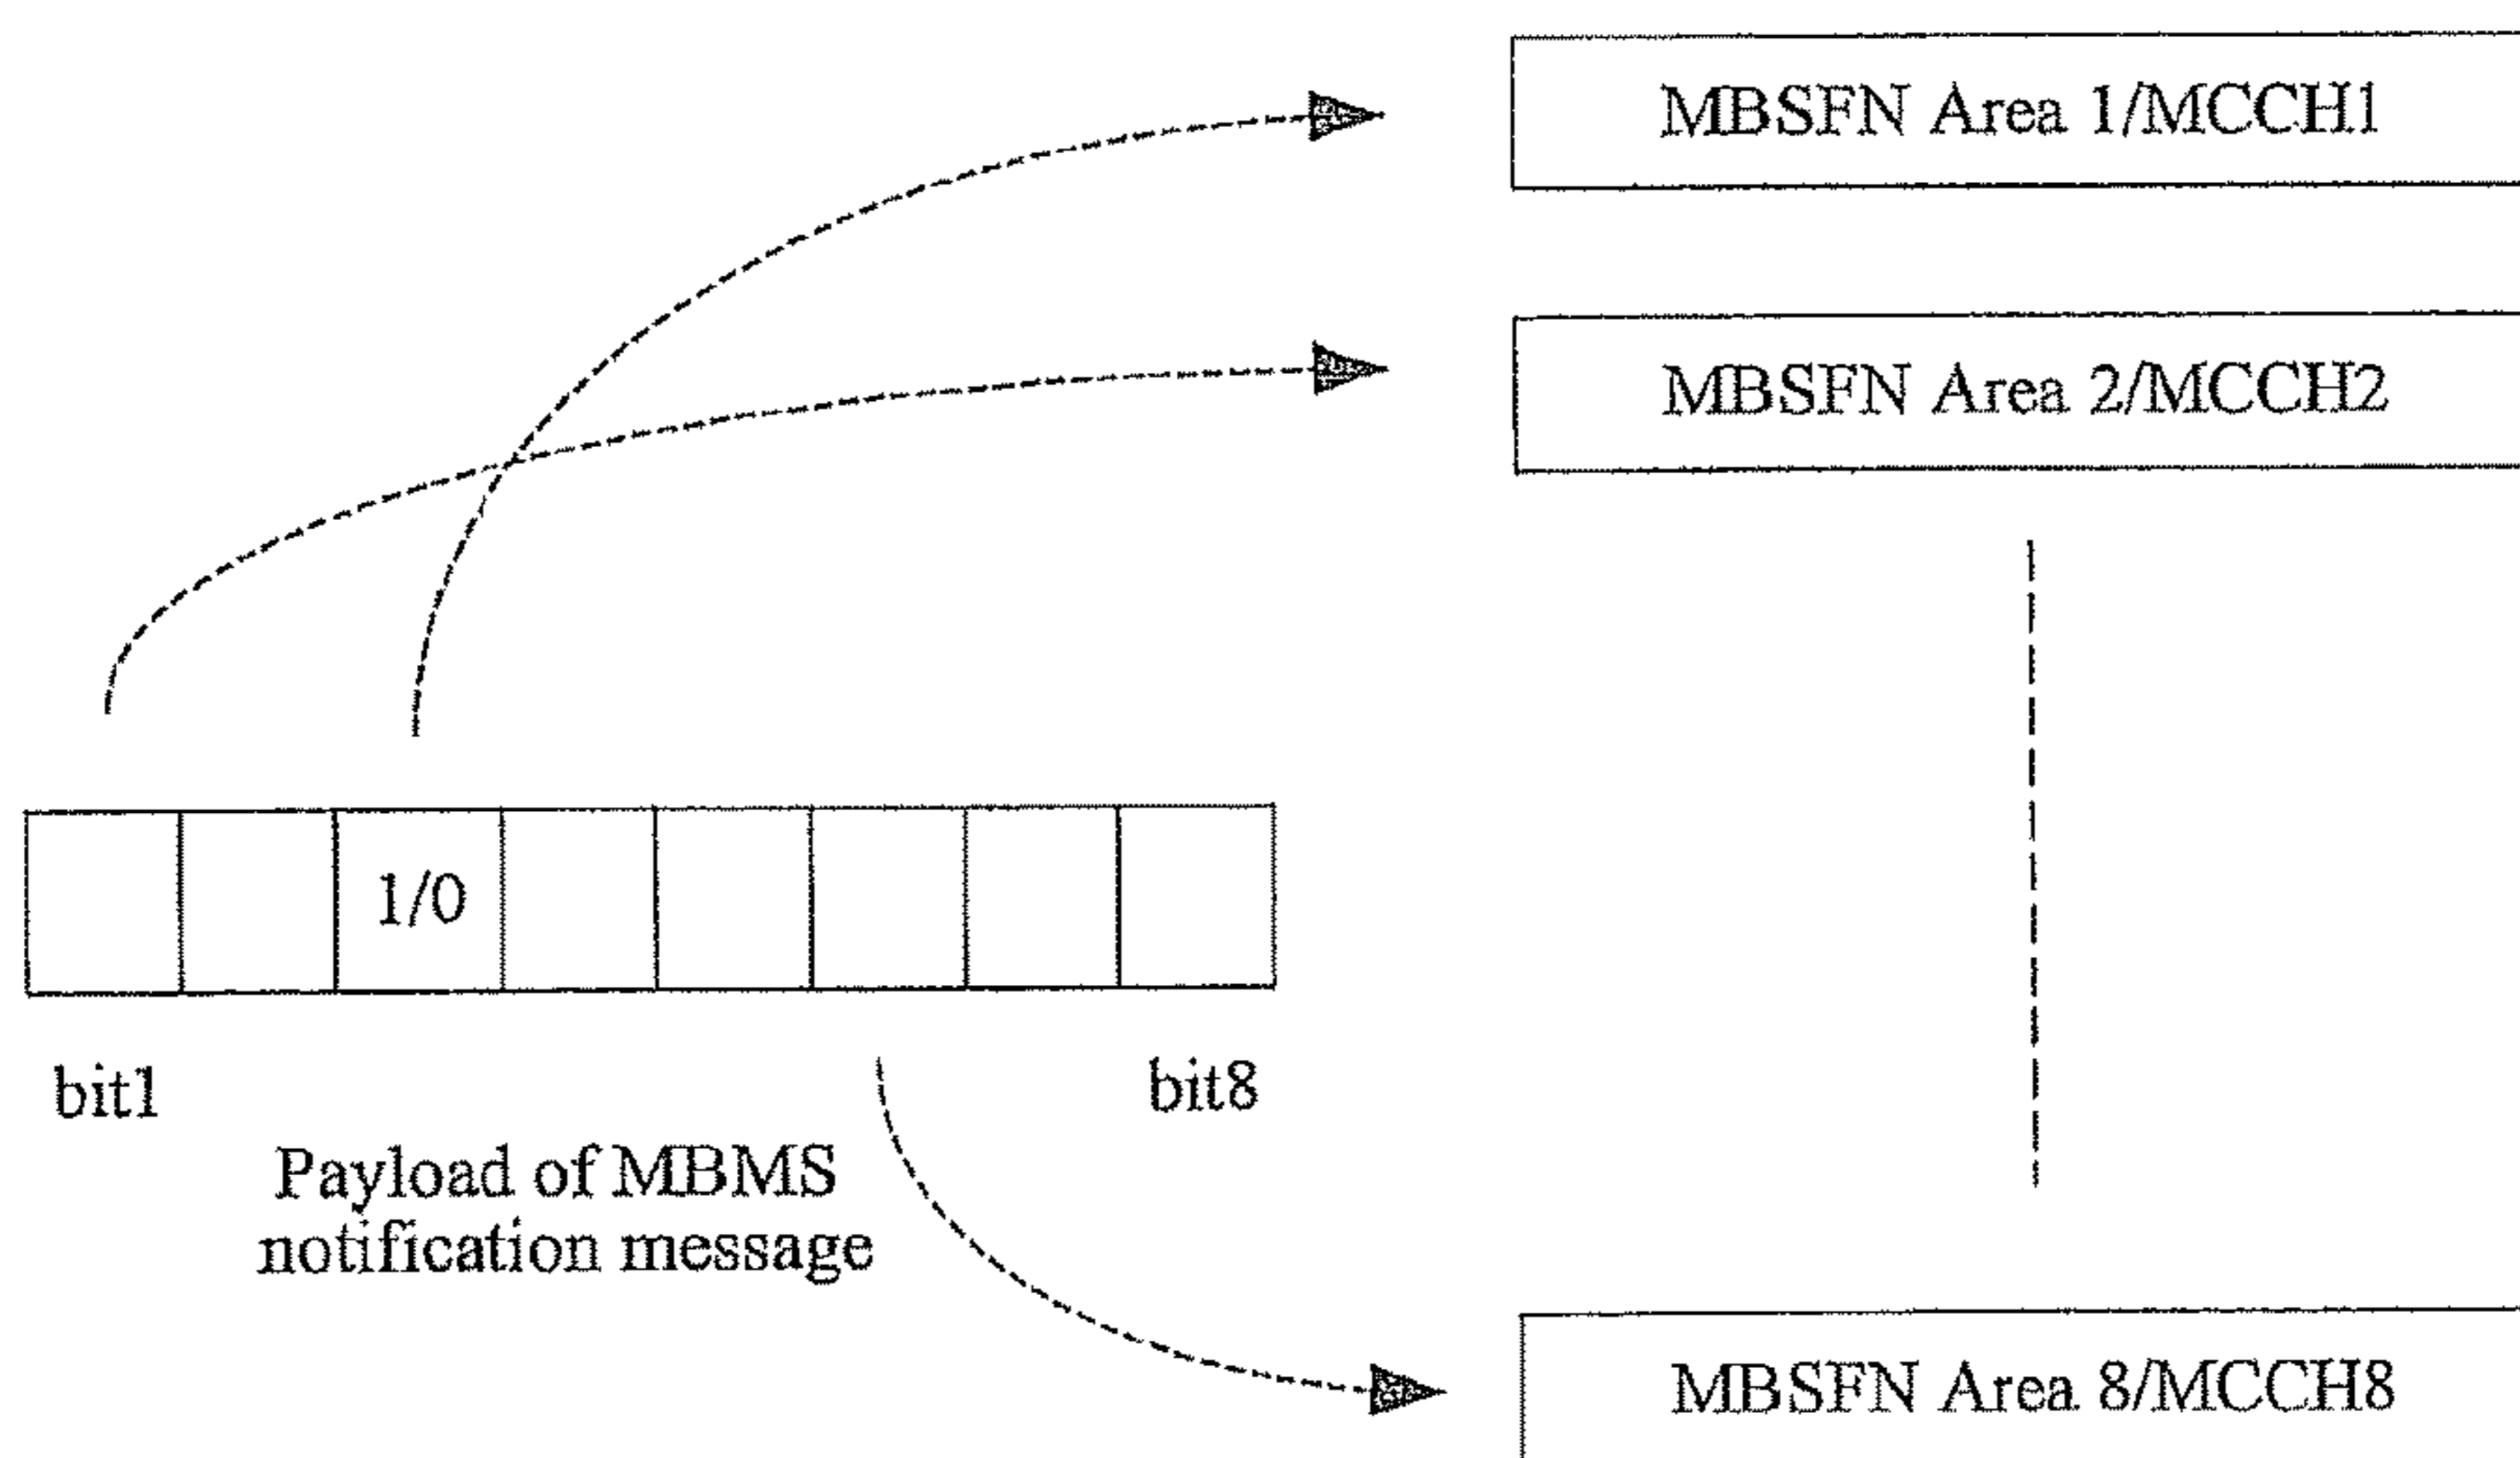 MBSFN Area 1/MCCH1
MBSFN Area 2/MCCH2
1/0
bit1
bit8
Payload of MBMS
notification message
MBSFN Area 8/MCCH8